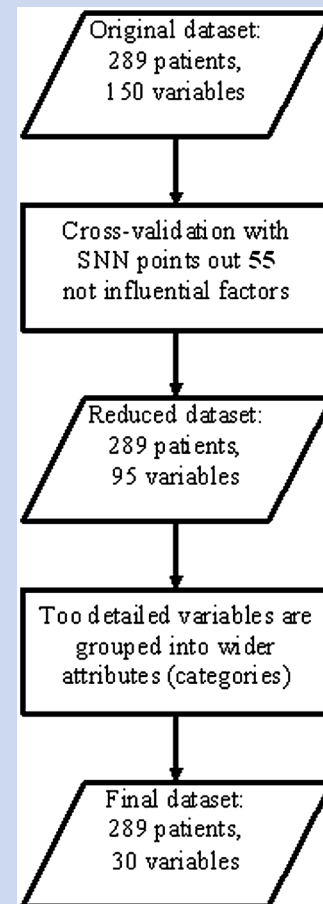 Original dataset:
289 patients,
150 variables
Cross-validation with
SNN points out 55
not influential factors
Reduced dataset:
289 patients,
95 variables
Too detailed variables are
grouped into wider
attributes (categories)
Final dataset:
289 patients,
30 variables